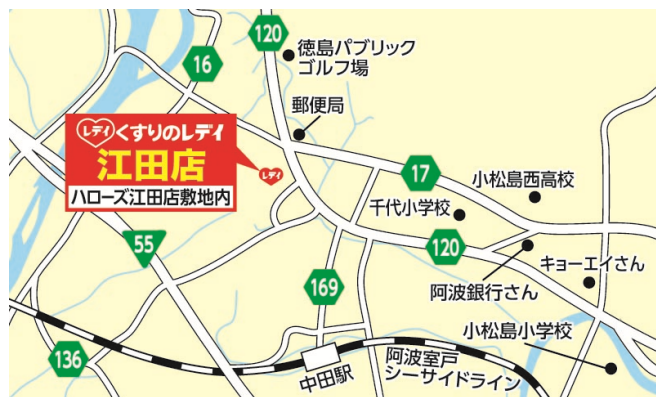 120
徳島パブリック
ゴルフ場
16
郵便局
レディ くすりのレデイ
江田店
ハローズ江田店敷地内
レディ
17
小松島西高校
千代小学校
55
120
阿波銀行さん
キョーエイさん
169
小松島小学校
136
中田駅
阿波室戸
シーサイドライン